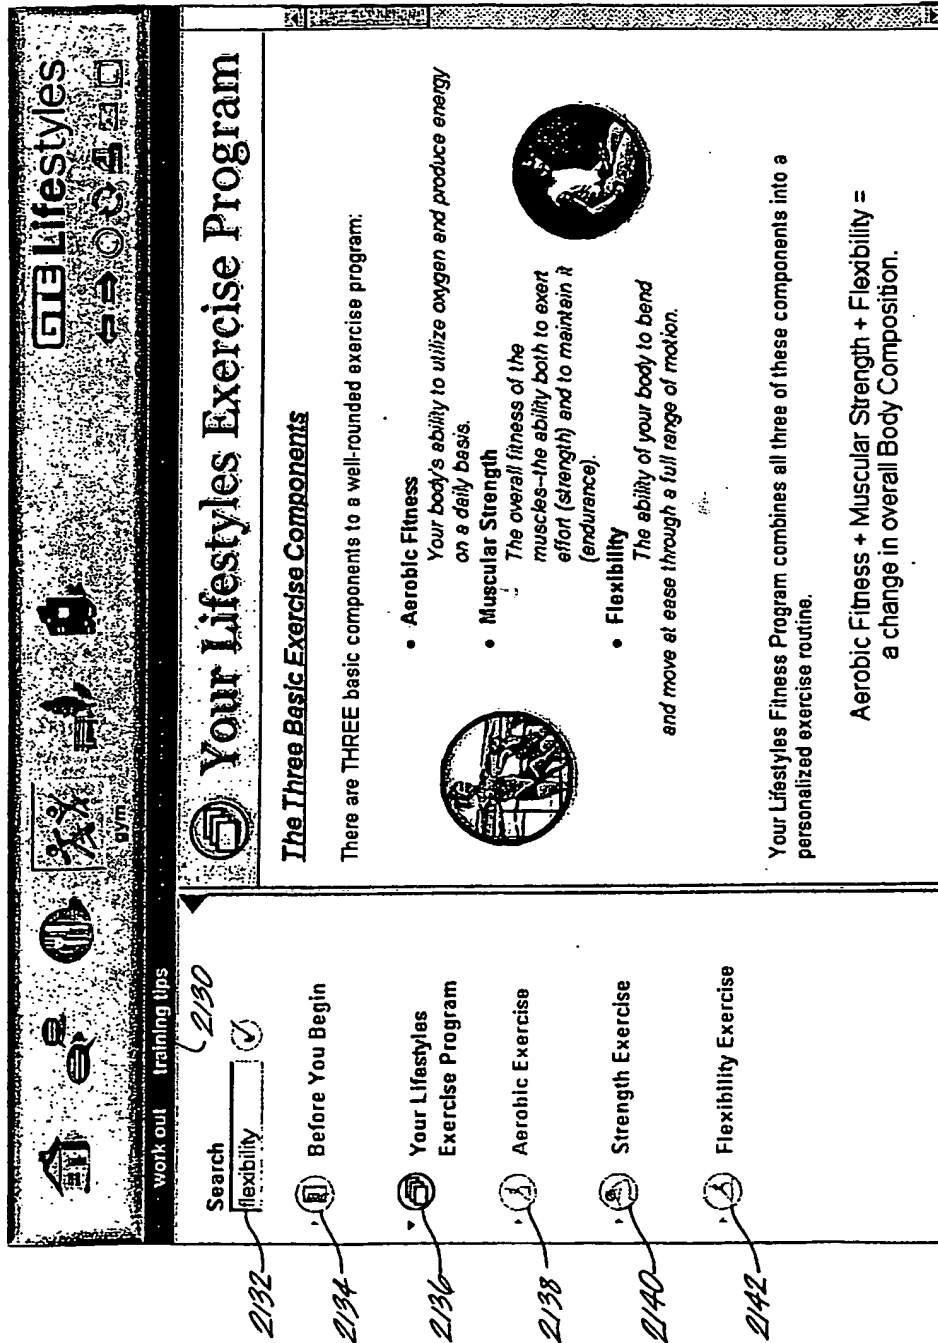 GTE Lifestyles
gym
work out training tips
2130
Search
flexibility
Before You Begin
Your Lifestyles
Exercise Program
Aerobic Exercise
Strength Exercise
Flexibility Exercise
2132
2134
2136
2138
2140
2142
Your Lifestyles Exercise Program
The Three Basic Exercise Components
There are THREE basic components to a well-rounded exercise program:
• Aerobic Fitness
Your body's ability to utilize oxygen and produce energy
on a daily basis.
• Muscular Strength
The overall fitness of the
muscles--the ability both to exert
effort (strength) and to maintain it
(endurance).
• Flexibility
The ability of your body to bend
and move at ease through a full range of motion.
Your Lifestyles Fitness Program combines all three of these components into a
personalized exercise routine.
Aerobic Fitness + Muscular Strength + Flexibility =
a change in overall Body Composition.